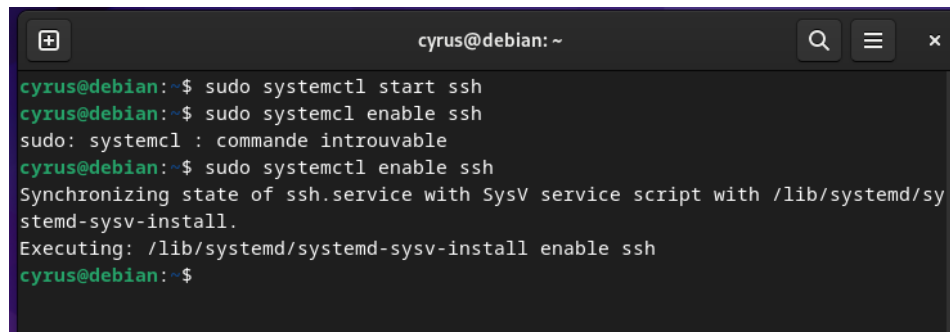 cyrus@debian: ~
cyrus@debian:~$ sudo systemctl start ssh
cyrus@debian:~$ sudo systemcl enable ssh
sudo: systemcl : commande introuvable
cyrus@debian:~$ sudo systemctl enable ssh
Synchronizing state of ssh.service with SysV service script with /lib/systemd/sy
stemd-sysv-install.
Executing: /lib/systemd/systemd-sysv-install enable ssh
cyrus@debian:~$